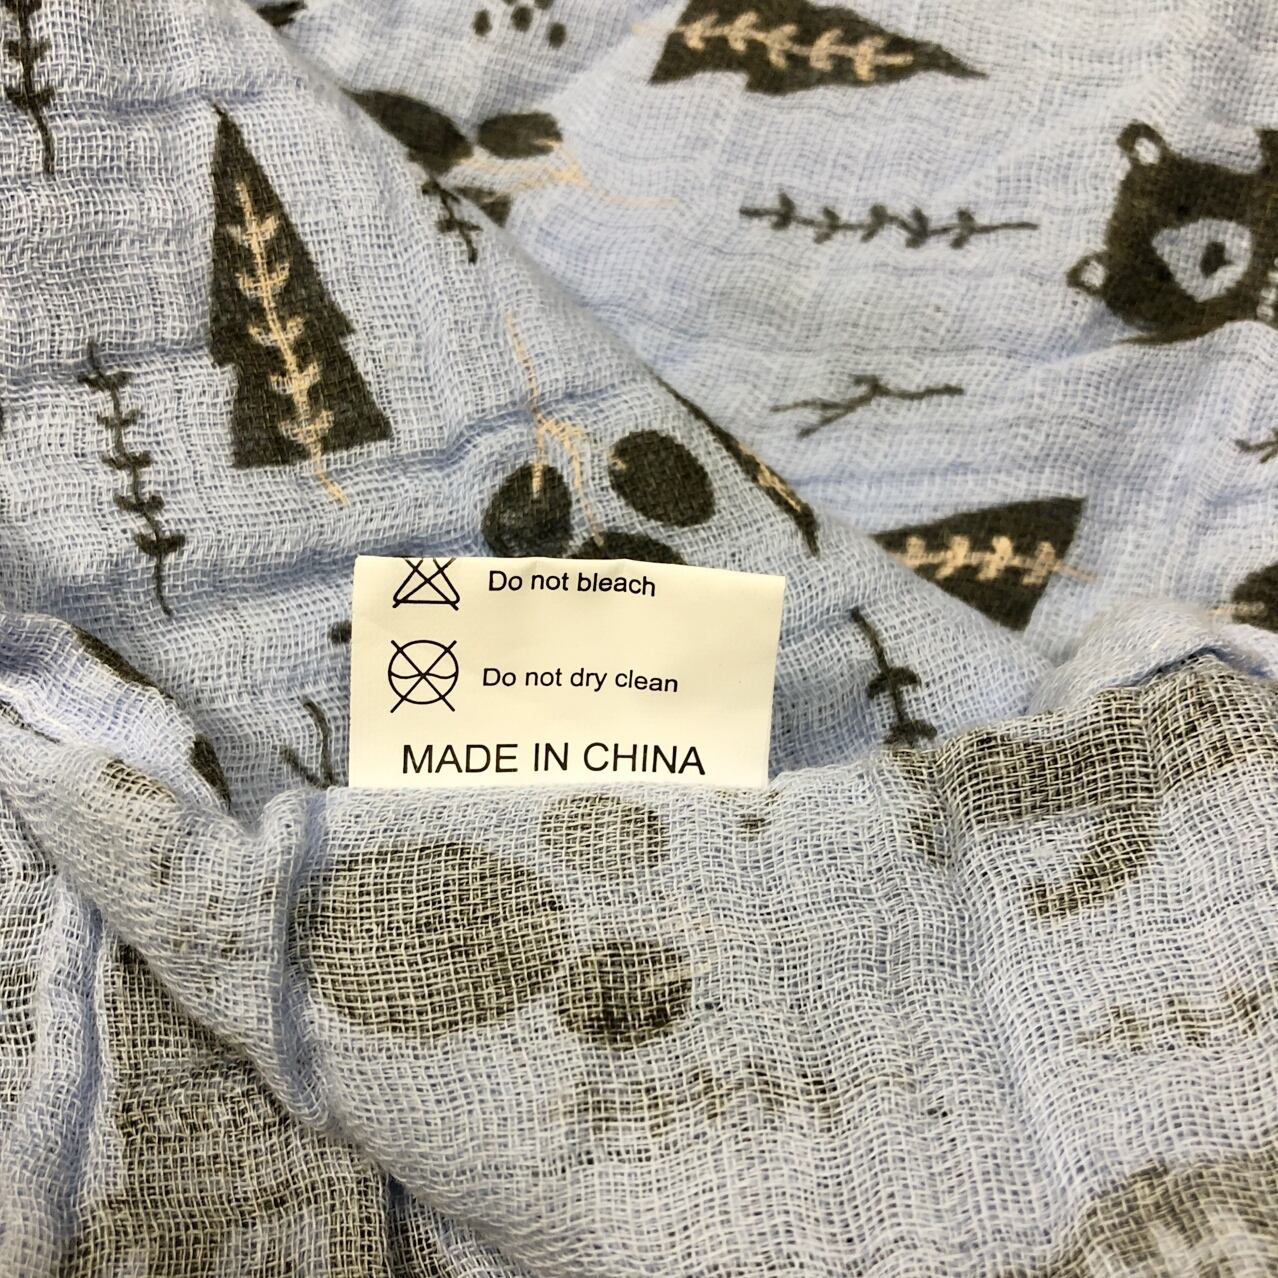 Do not bleach
Do not dry clean
MADE IN CHINA